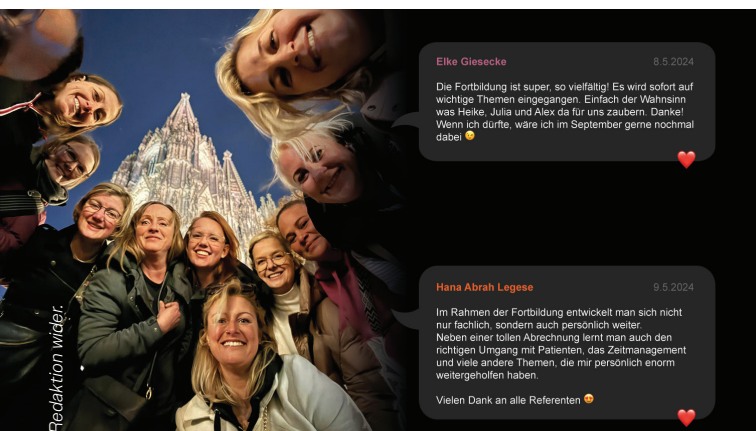 Redaktion wider.
Elke Giesecke 8.5.2024
Die Fortbildung ist super, so vielfältig! Es wird sofort auf
wichtige Themen eingegangen. Einfach der Wahnsinn
was Heike, Julia und Alex da für uns zaubern. Danke!
Wenn ich dürfte, wäre ich im September gerne nochmal
dabei 😉
Hana Abrah Legese 9.5.2024
Im Rahmen der Fortbildung entwickelt man sich nicht
nur fachlich, sondern auch persönlich weiter.
Neben einer tollen Abrechnung lernt man auch den
richtigen Umgang mit Patienten, das Zeitmanagement
und viele andere Themen, die mir persönlich enorm
weitergeholfen haben.
Vielen Dank an alle Referenten 😍